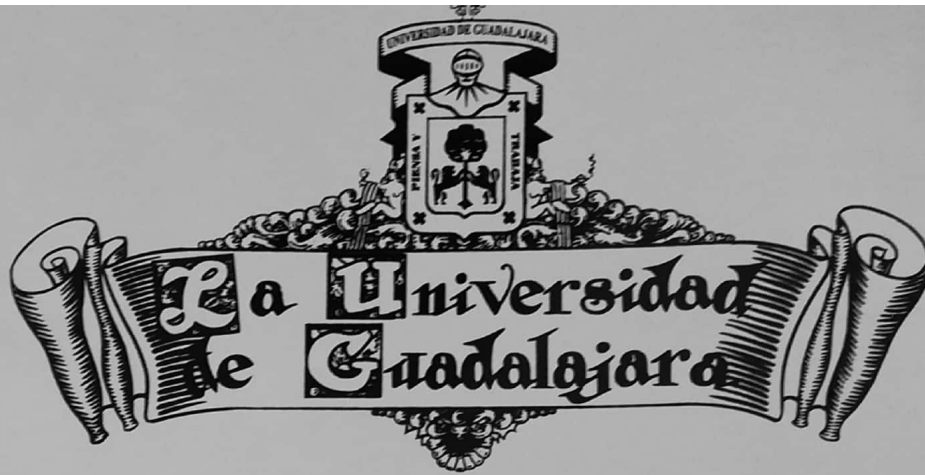 UNIVERSIDAD DE GUADALAJARA
PIENSA Y
TRABAJA
La Universidad
de Guadalajara